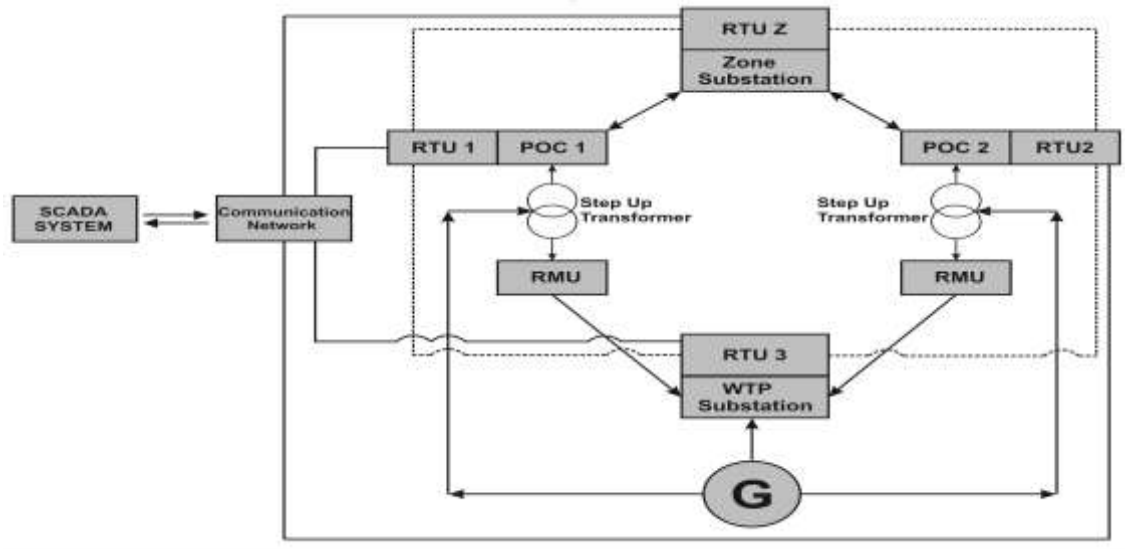 RTU Z
Zone
Substation
RTU 1
POC 1
POC 2
RTU2
SCADA
SYSTEM
Communication
Network
Step Up
Transformer
Step Up
Transformer
RMU
RMU
RTU 3
WTP
Substation
G